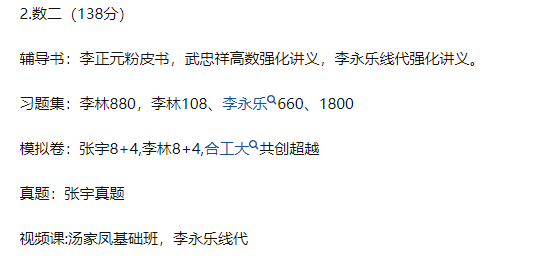 2.数二（138分）
辅导书：李正元粉皮书，武忠祥高数强化讲义，李永乐线代强化讲义。
习题集：李林880，李林108、李永乐660、1800
模拟卷：张宇8+4,李林8+4,合工大共创超越
真题：张宇真题
视频课:汤家凤基础班，李永乐线代